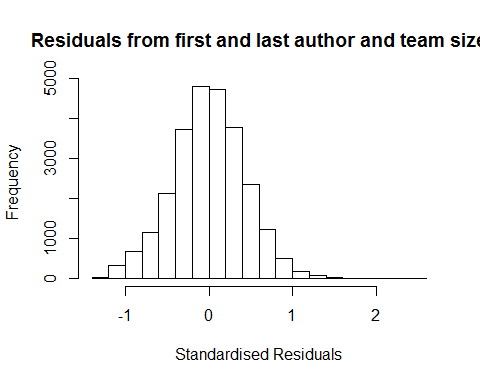 Residuals from first and last author and team size
5000
3000
1000
0
Frequency
-1 0 1 2
Standardised Residuals